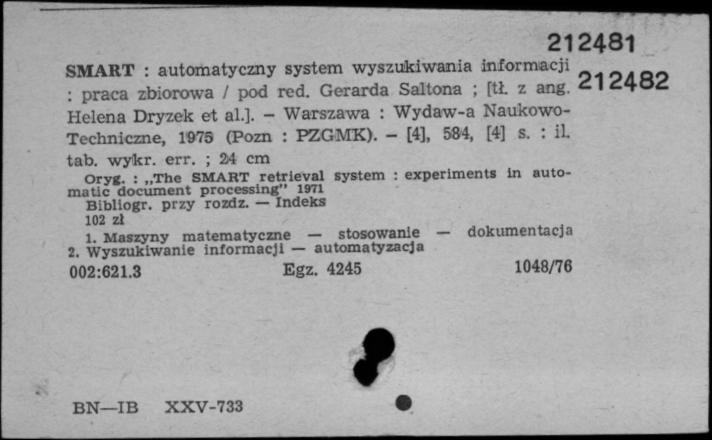 212481
SMART : automatyczny system wyszukiwania informacji
: praca zbiorowa / pod red. Gerarda Saltona ; [tł. z ang. 212482
Helena Dryzek et al.]. — Warszawa : Wydaw-a Naukowo-
Techniczne, 1975 (Pozn : PZGMK). — [4], 584, [4] s. : il.
tab. wykr. err. ; 24 cm
Oryg. : „The SMART retrieval system : experiments in auto-
matic document processing" 1971
Bibliogr. przy rozdz. — Indeks
102 zł
1. Maszyny matematyczne — stosowanie — dokumentacja
2. Wyszukiwanie informacji — automatyzacja
002:621.3 Egz. 4245 1048/76
BN—IB XXV-733